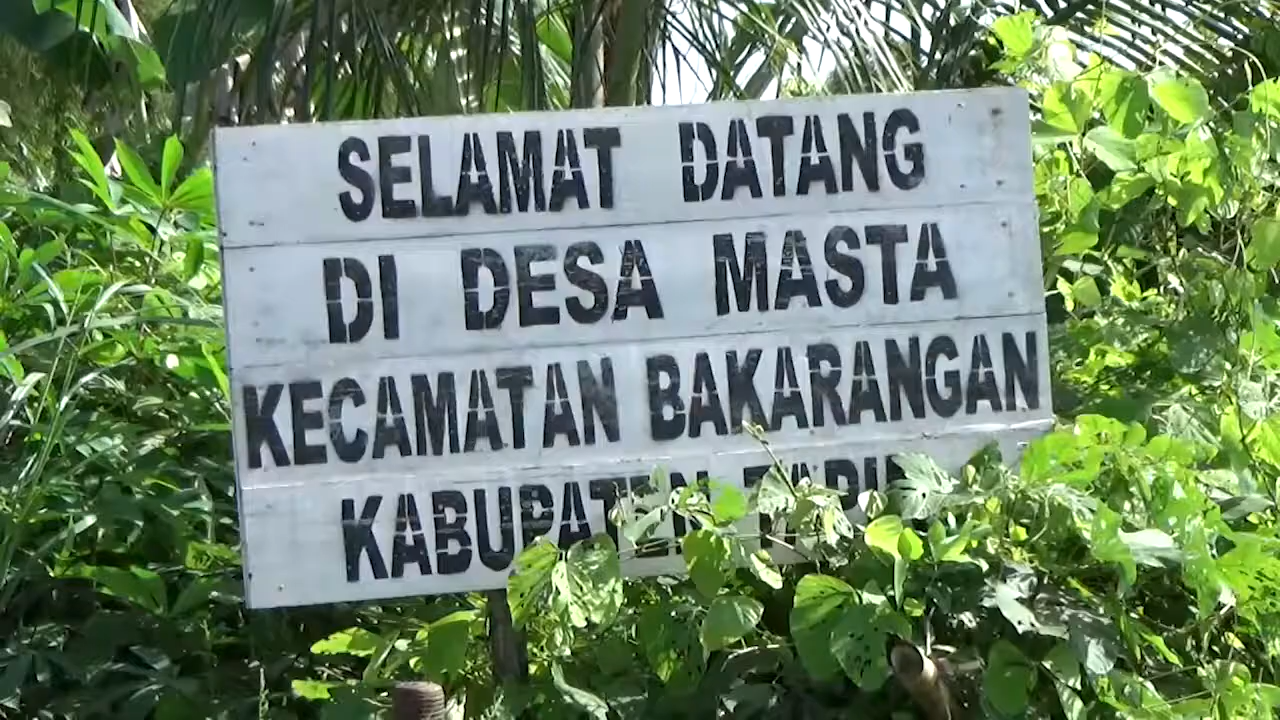 SELAMAT DATANG
DI DESA MASTA
KECAMATAN BAKARANGAN
KABUPATEN